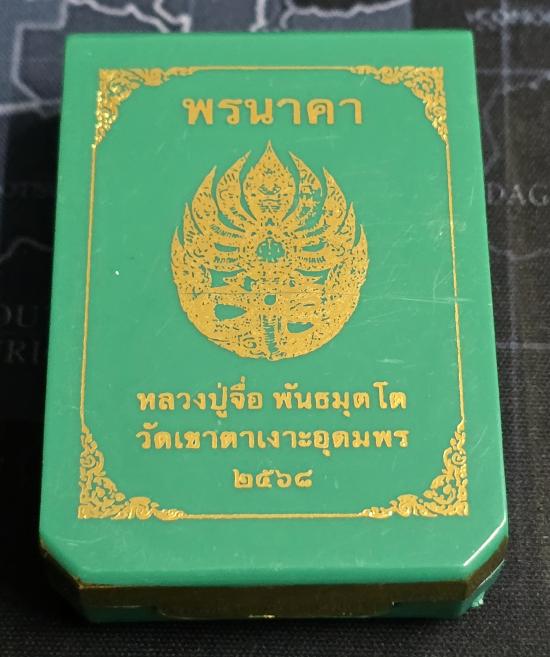 พรนาคา
หลวงปู่จื่อ พันธมุตโต
วัดเขาตาเงาะอุดมพร
๒๕๖๘